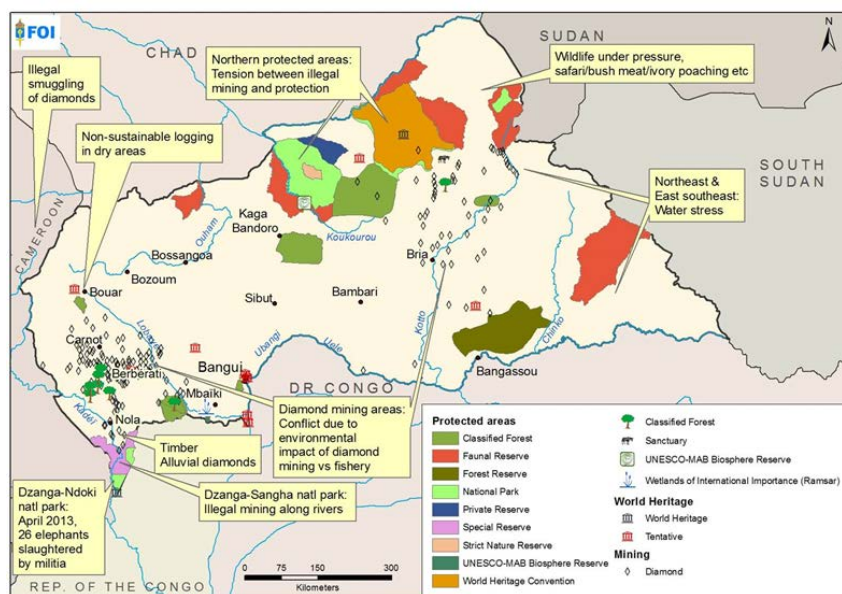 FOI
CHAD
SUDAN
N
Illegal
smuggling
of diamonds
Northern protected areas:
Tension between illegal
mining and protection
Wildlife under pressure,
safari/bush meat/ivory poaching etc
Non-sustainable logging
in dry areas
SOUTH
SUDAN
Northeast &
East southeast:
Water stress
CAMEROON
Kaga
Bandoro
Ouham
Koukourou
Bossangoa
Bria
Bozoum
Bouar
Sibut
Bambari
Kotto
Chinko
Lobaye
Carnot
Ubangi
Uele
Bangui
Berberati
Bangassou
DR CONGO
Mbaiki
Kadéï
Nola
Diamond mining areas:
Conflict due to
environmental
impact of diamond
mining vs fishery
Timber
Alluvial diamonds
Dzanga-Ndoki
natl park:
April 2013,
26 elephants
slaughtered
by militia
Dzanga-Sangha natl park:
Illegal mining along rivers
REP. OF THE CONGO
0 75 150 300
Kilometers
Protected areas
Classified Forest
Faunal Reserve
Forest Reserve
National Park
Private Reserve
Special Reserve
Strict Nature Reserve
UNESCO-MAB Biosphere Reserve
World Heritage Convention
Classified Forest
Sanctuary
UNESCO-MAB Biosphere Reserve
Wetlands of International Importance (Ramsar)
World Heritage
World Heritage
Tentative
Mining
Diamond